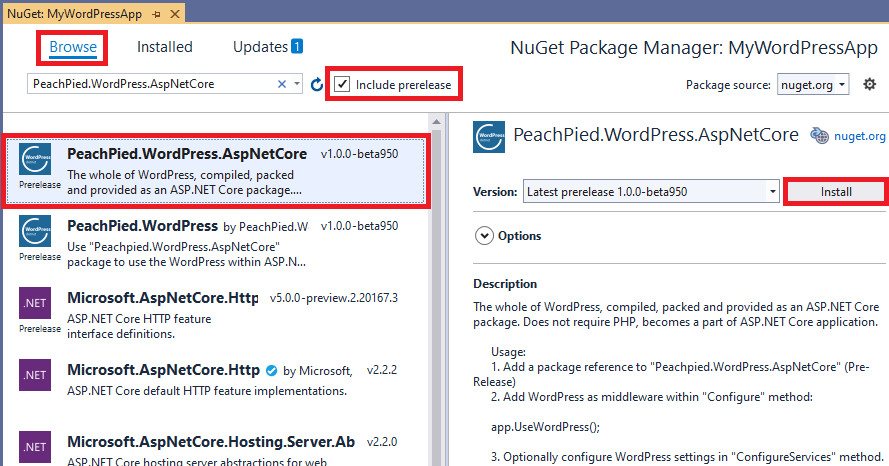 NuGet: MyWordPressApp
Browse
Installed
Updates 1
NuGet Package Manager: MyWordPressApp
PeachPied.WordPress.AspNetCore
Include prerelease
Package source: nuget.org
PeachPied.WordPress.AspNetCore v1.0.0-beta950
The whole of WordPress, compiled, packed
and provided as an ASP.NET Core package....
Prerelease
PeachPied.WordPress by PeachPied.W v1.0.0-beta950
Use "Peachpied.WordPress.AspNetCore"
package to use the WordPress within ASP.N...
Prerelease
.NET
Microsoft.AspNetCore.Http v5.0.0-preview.2.20167.3
ASP.NET Core HTTP feature
interface definitions.
Prerelease
.NET
Microsoft.AspNetCore.Http by Microsoft, v2.2.2
ASP.NET Core default HTTP feature implementations.
.NET
Microsoft.AspNetCore.Hosting.Server.Ab v2.2.0
ASP.NET Core hosting server abstractions for web
PeachPied.WordPress.AspNetCore
nuget.org
Version: Latest prerelease 1.0.0-beta950
Install
Options
Description
The whole of WordPress, compiled, packed and provided as an ASP.NET Core
package. Does not require PHP, becomes a part of ASP.NET Core application.
Usage:
1. Add a package reference to "Peachpied.WordPress.AspNetCore" (Pre-
Release)
2. Add WordPress as middleware within "Configure" method:
app.UseWordPress();
3. Optionally configure WordPress settings in "ConfigureServices" method.